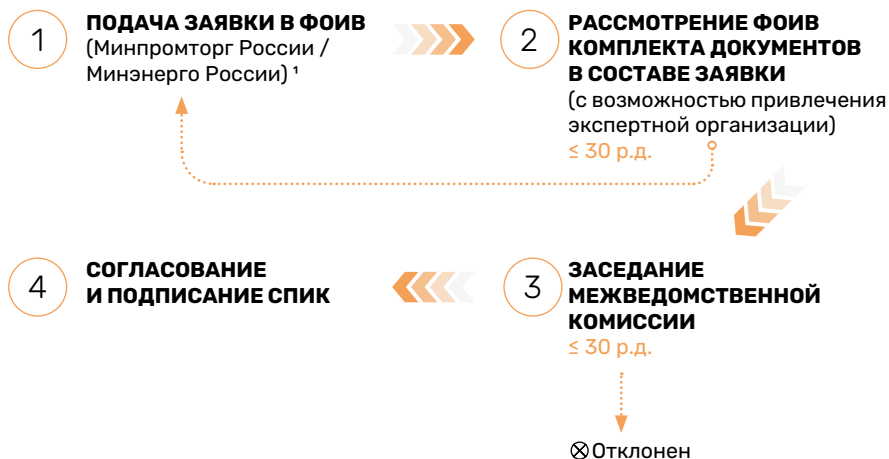 1
ПОДАЧА ЗАЯВКИ В ФОИВ
(Минпромторг России /
Минэнерго России) ¹
2
РАССМОТРЕНИЕ ФОИВ
КОМПЛЕКТА ДОКУМЕНТОВ
В СОСТАВЕ ЗАЯВКИ
(с возможностью привлечения
экспертной организации)
≤ 30 р.д.
3
ЗАСЕДАНИЕ
МЕЖВЕДОМСТВЕННОЙ
КОМИССИИ
≤ 30 р.д.
Отклонен
4
СОГЛАСОВАНИЕ
И ПОДПИСАНИЕ СПИК